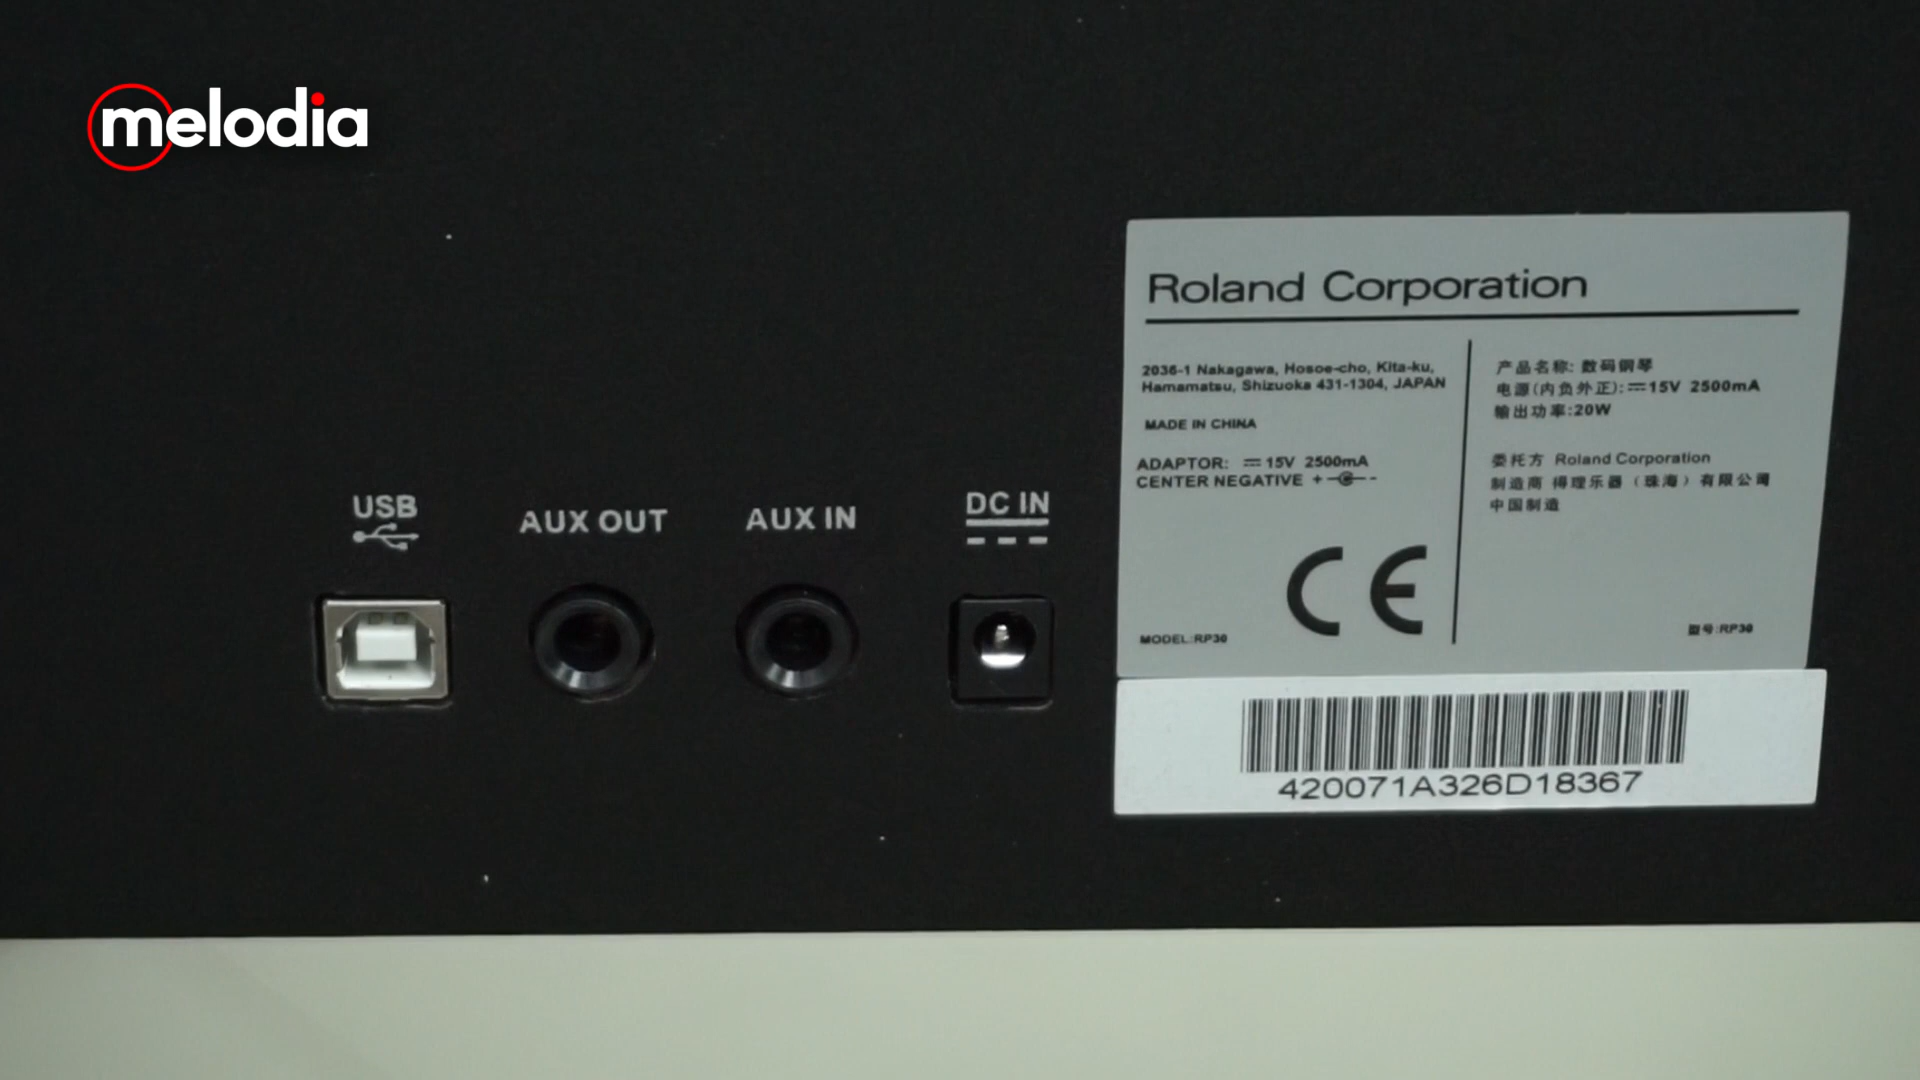 melodia
USB
AUX OUT
AUX IN
DC IN
Roland Corporation
2036-1 Nakagawa, Hosoe-cho, Kita-ku,
Hamamatsu, Shizuoka 431-1304, JAPAN
MADE IN CHINA
ADAPTOR: ⎓ 15V 2500mA
CENTER NEGATIVE + -
CE
MODEL:RP30
产品名称: 数码钢琴
电源(内负外正): ⎓15V 2500mA
输出功率:20W
委托方 Roland Corporation
制造商 得理乐器（珠海）有限公司
中国制造
型号:RP30
420071A326D18367